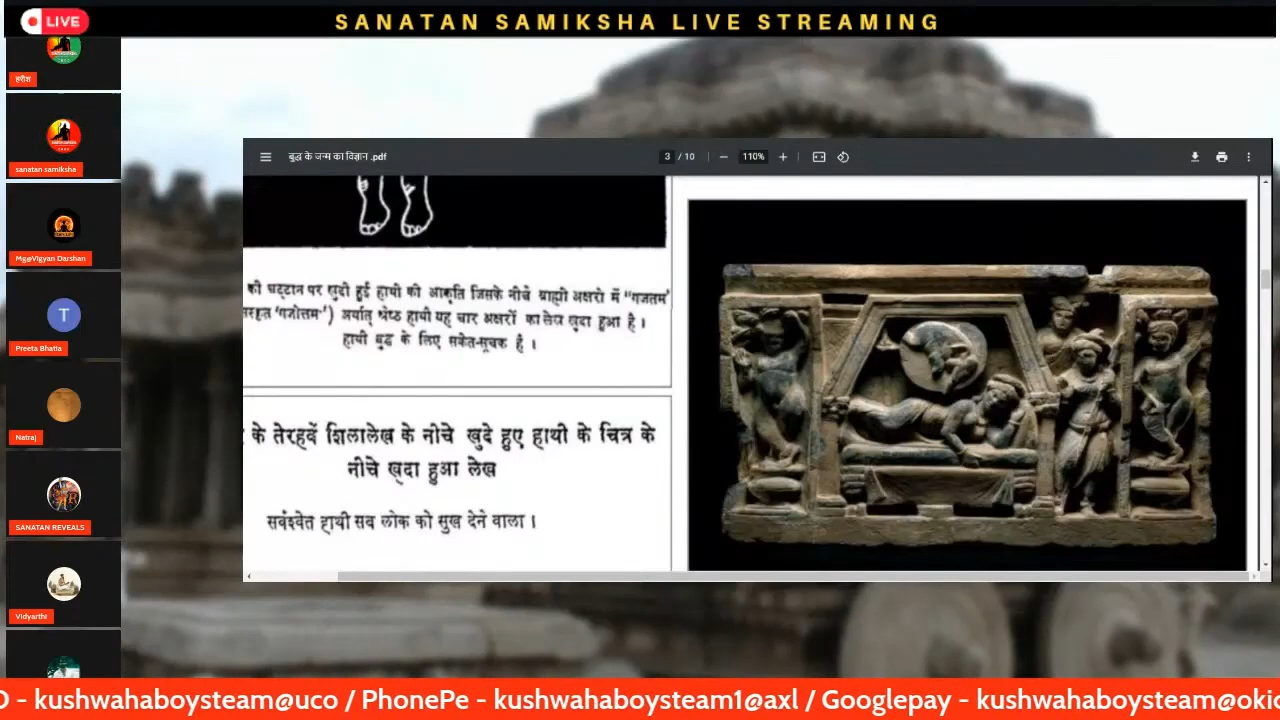 LIVE
SANATAN SAMIKSHA LIVE STREAMING
हरीश
sanatan samiksha
Mg@Vigyan Darshan
T
Preeta Bhatia
Natraj
SANATAN REVEALS
Vidyarthi
बुद्ध के जन्म का विज्ञान .pdf
3 / 10
110%
की चट्टान पर खुदी हुई हाथी की आकृति जिसके नीचे ब्राह्मी अक्षरों में "गजतम"
'गजोत्तम') अर्थात् श्रेष्ठ हाथी यह चार अक्षरों का लेख खुदा हुआ है ।
हाथी बुद्ध के लिए संकेत-सूचक है ।
के तेरहवें शिलालेख के नीचे खुदे हुए हाथी के चित्र के
नीचे खुदा हुआ लेख
सर्वश्वेत हाथी सब लोक को सुख देने वाला ।
- kushwahaboysteam@uco / PhonePe - kushwahaboysteam1@axl / Googlepay - kushwahaboysteam@okic